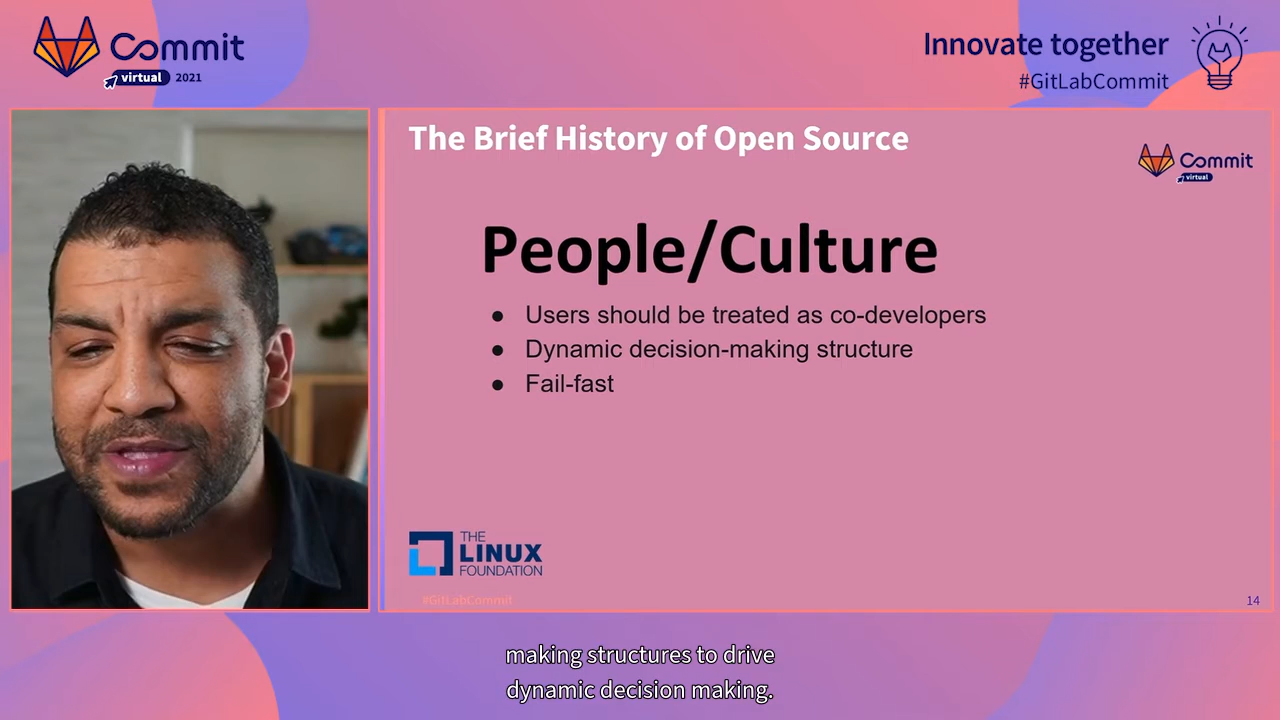 Commit
virtual 2021
Innovate together
#GitLabCommit
The Brief History of Open Source
Commit
virtual
People/Culture
● Users should be treated as co-developers
● Dynamic decision-making structure
● Fail-fast
THE
LINUX
FOUNDATION
#GitLabCommit
14
making structures to drive
dynamic decision making.